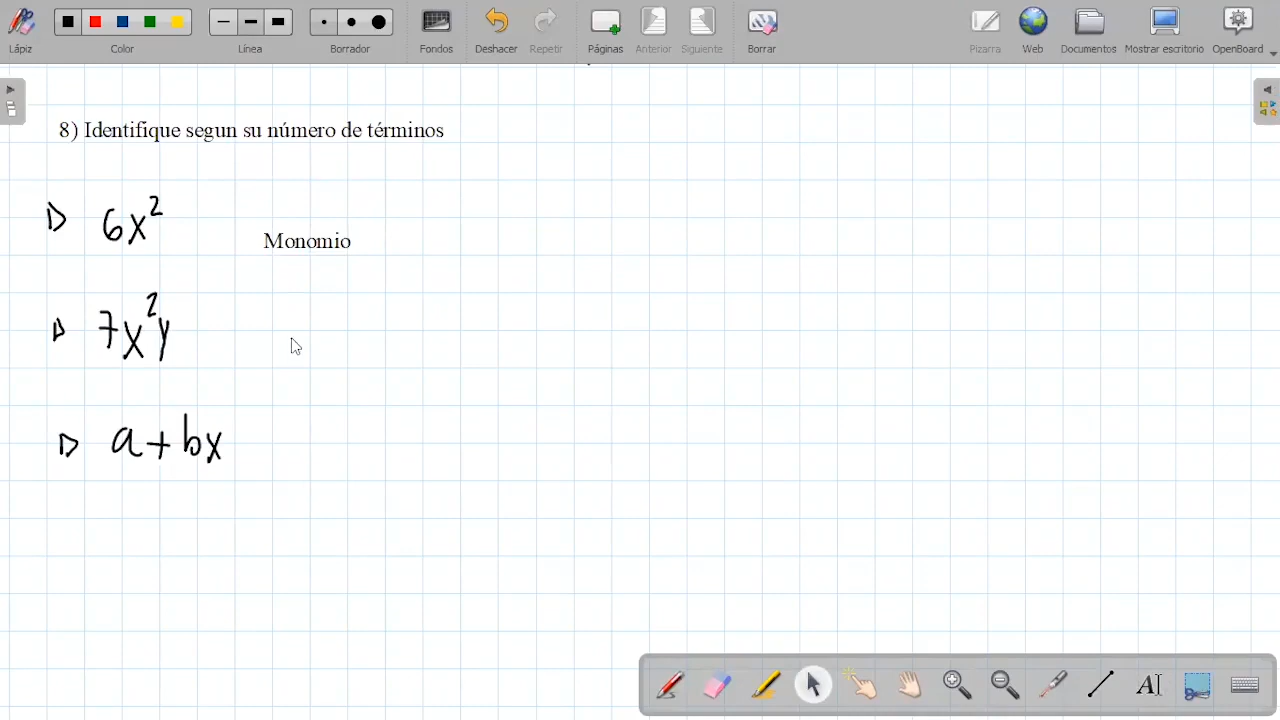 Lápiz Color Línea Borrador Fondos Deshacer Repetir Páginas Anterior Siguiente Borrar Pizarra Web Documentos Mostrar escritorio OpenBoard
8) Identifique segun su número de términos
6x²
Monomio
7x²y
a+bx